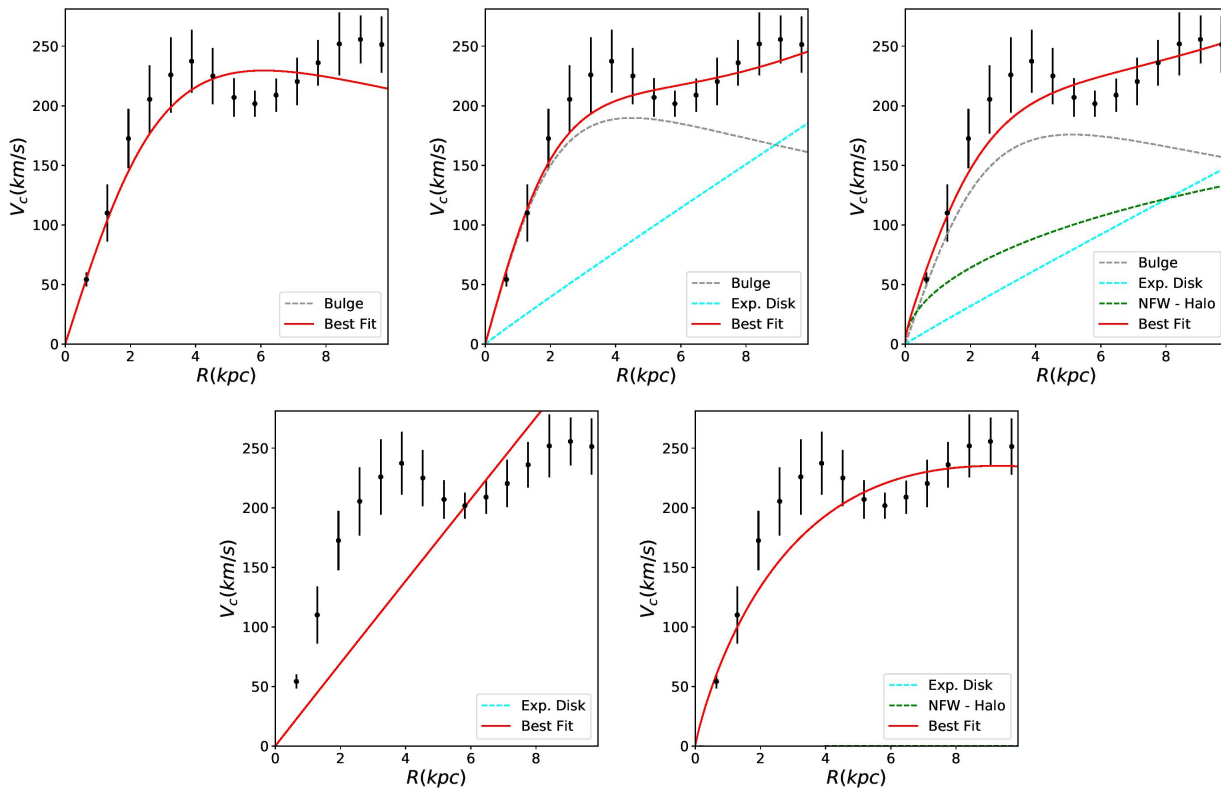 250
200
150
100
50
0
V_c(km/s)
0 2 4 6 8
R(kpc)
Bulge
Best Fit
250
200
150
100
50
0
V_c(km/s)
0 2 4 6 8
R(kpc)
Bulge
Exp. Disk
Best Fit
250
200
150
100
50
0
V_c(km/s)
0 2 4 6 8
R(kpc)
Bulge
Exp. Disk
NFW - Halo
Best Fit
250
200
150
100
50
0
V_c(km/s)
0 2 4 6 8
R(kpc)
Exp. Disk
Best Fit
250
200
150
100
50
0
V_c(km/s)
0 2 4 6 8
R(kpc)
Exp. Disk
NFW - Halo
Best Fit